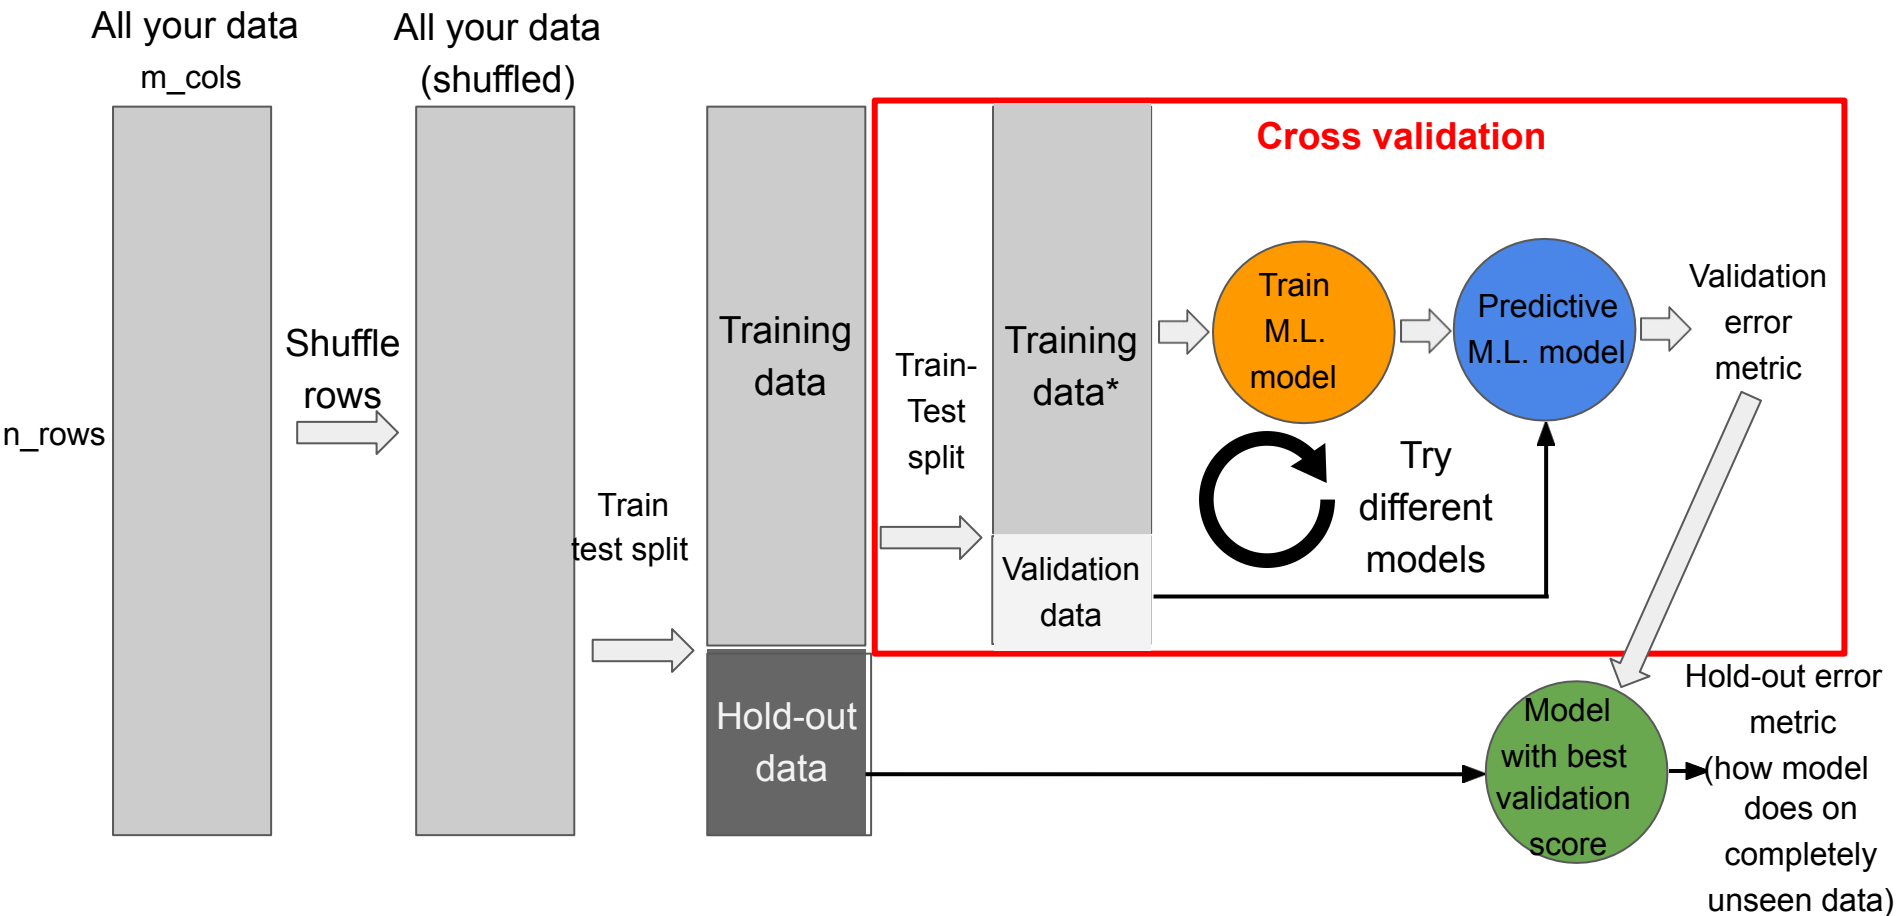 All your data
m_cols
n_rows
Shuffle
rows
All your data
(shuffled)
Train
test split
Training
data
Hold-out
data
Cross validation
Train-
Test
split
Training
data*
Validation
data
Train
M.L.
model
Predictive
M.L. model
Validation
error
metric
Try
different
models
Model
with best
validation
score
Hold-out error
metric
(how model
does on
completely
unseen data)